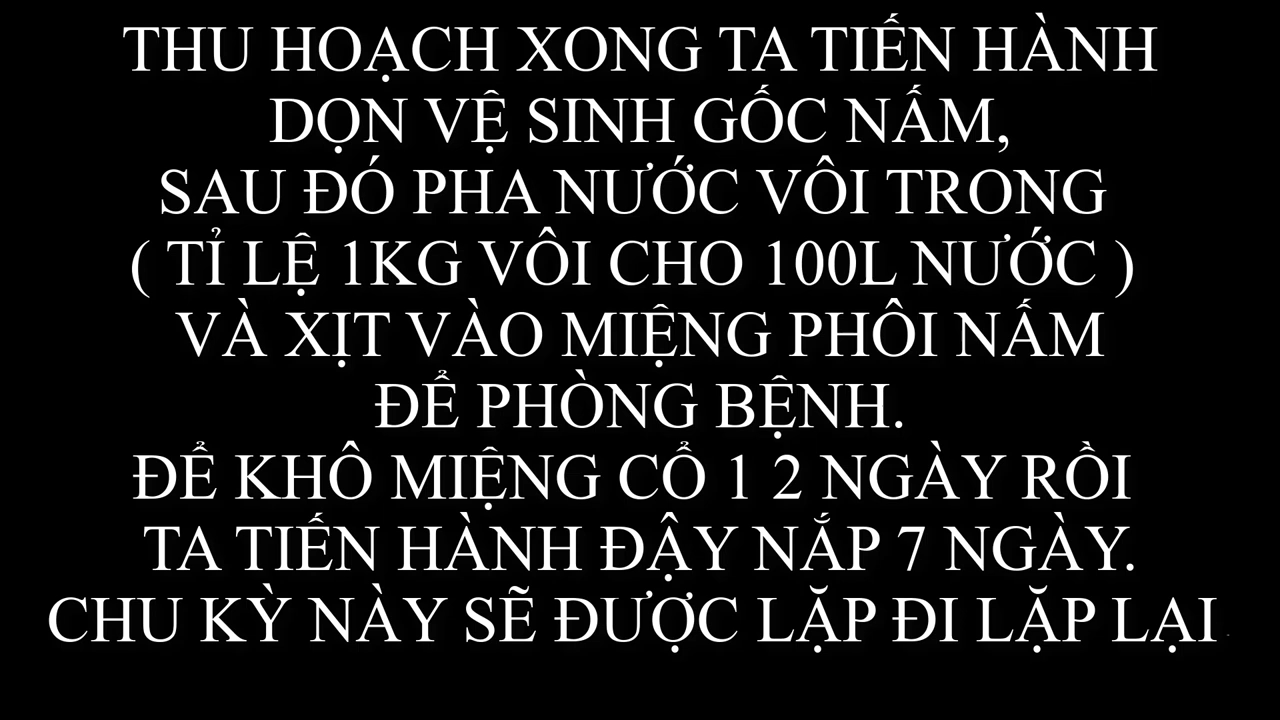 THU HOẠCH XONG TA TIẾN HÀNH
DỌN VỆ SINH GỐC NẤM,
SAU ĐÓ PHA NƯỚC VÔI TRONG
( TỈ LỆ 1KG VÔI CHO 100L NƯỚC )
VÀ XỊT VÀO MIỆNG PHÔI NẤM
ĐỂ PHÒNG BỆNH.
ĐỂ KHÔ MIỆNG CỔ 1 2 NGÀY RỒI
TA TIẾN HÀNH ĐẬY NẮP 7 NGÀY.
CHU KỲ NÀY SẼ ĐƯỢC LẶP ĐI LẶP LẠI